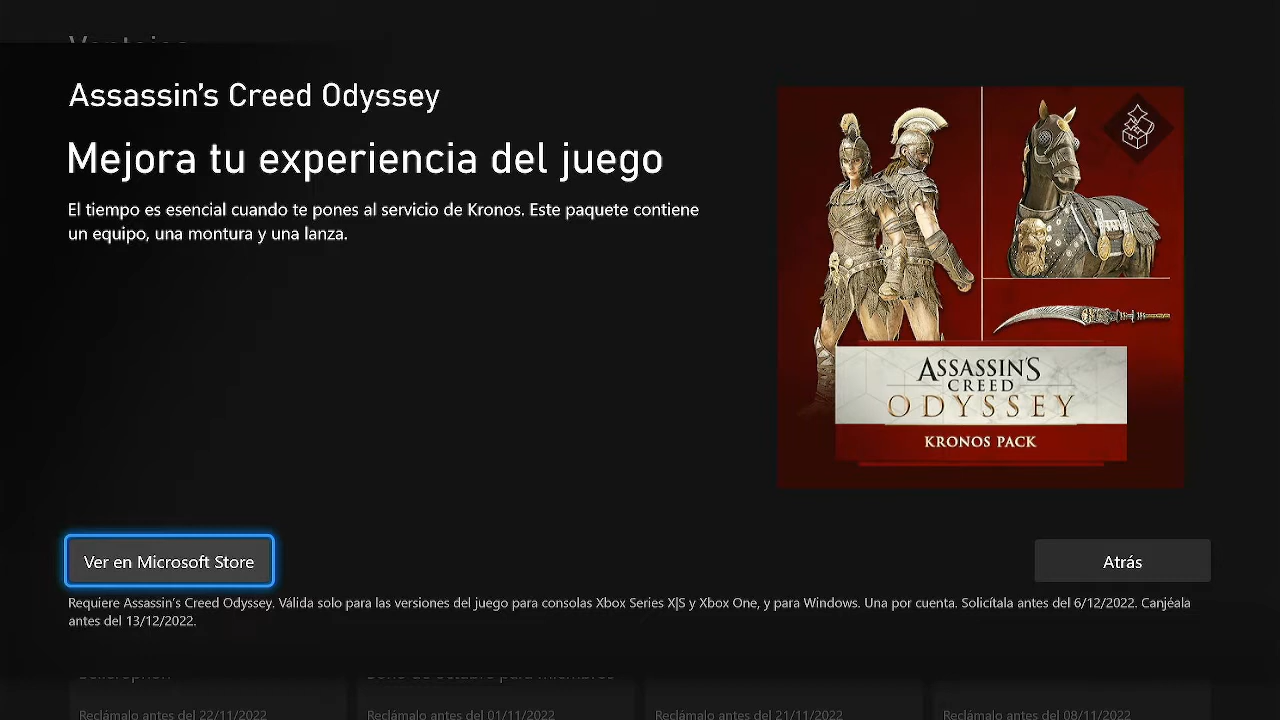 Ventajas
Assassin's Creed Odyssey
Mejora tu experiencia del juego
El tiempo es esencial cuando te pones al servicio de Kronos. Este paquete contiene
un equipo, una montura y una lanza.
ASSASSIN'S
CREED
ODYSSEY
KRONOS PACK
Ver en Microsoft Store
Atrás
Requiere Assassin's Creed Odyssey. Válida solo para las versiones del juego para consolas Xbox Series X|S y Xbox One, y para Windows. Una por cuenta. Solicítala antes del 6/12/2022. Canjéala
antes del 13/12/2022.
Reclámalo antes del 22/11/2022
Reclámalo antes del 01/11/2022
Reclámalo antes del 21/11/2022
Reclámalo antes del 08/11/2022